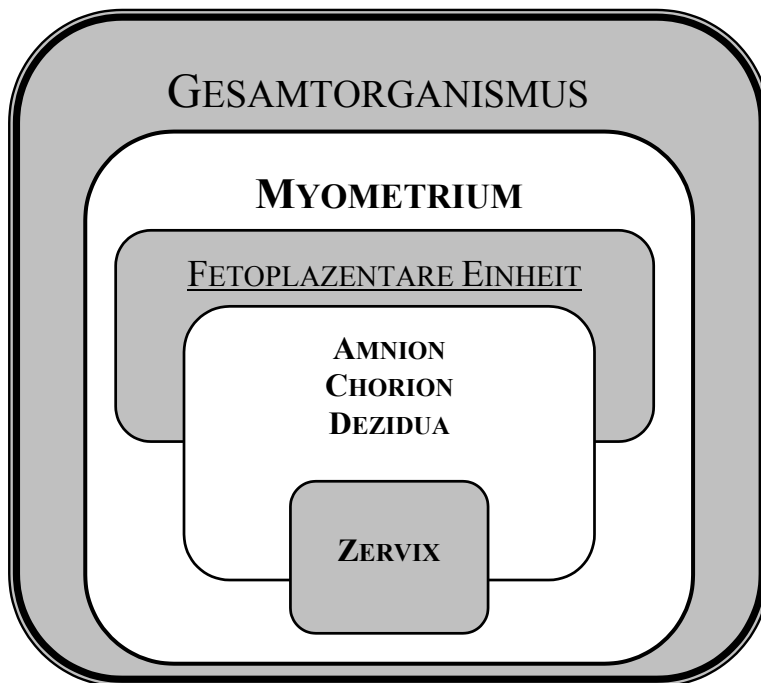 GESAMTORGANISMUS
MYOMETRIUM
FETOPLAZENTARE EINHEIT
AMNION
CHORION
DEZIDUA
ZERVIX